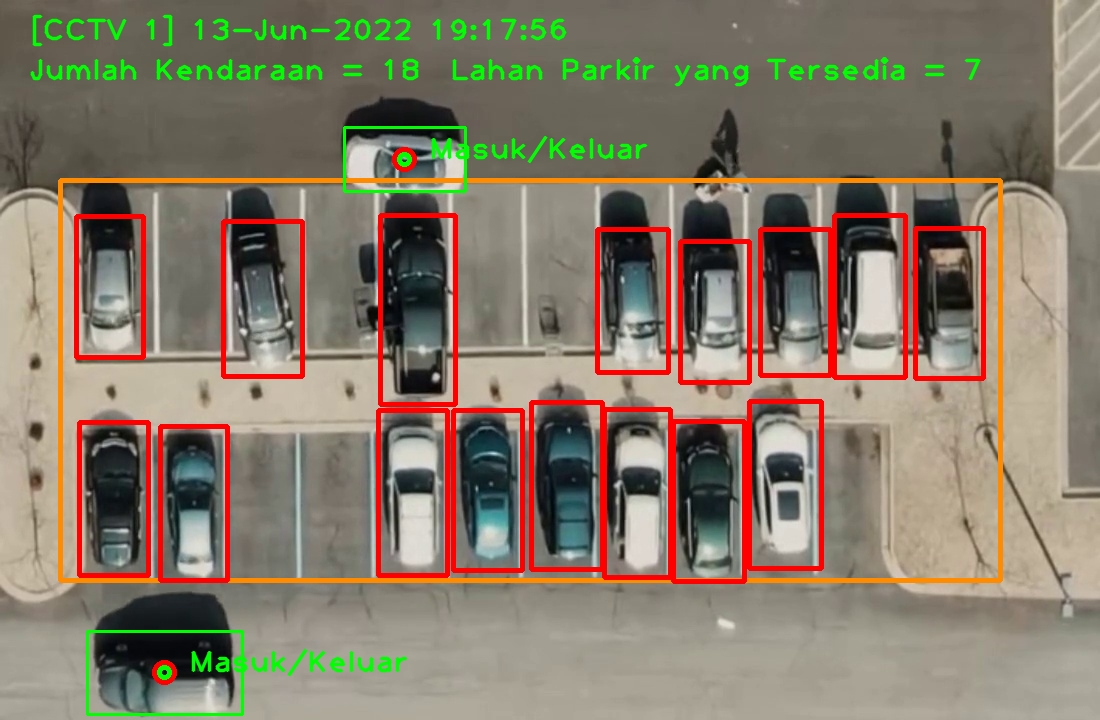 [CCTV 1] 13-Jun-2022 19:17:56
Jumlah Kendaraan = 18 Lahan Parkir yang Tersedia = 7
Masuk/Keluar
Masuk/Keluar